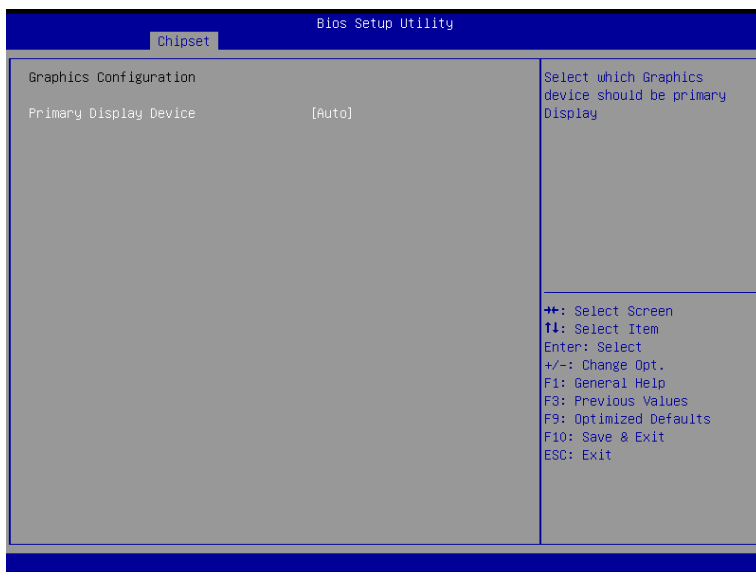 Bios Setup Utility
Chipset
Graphics Configuration
Primary Display Device [Auto]
Select which Graphics
device should be primary
Display
→←: Select Screen
↑↓: Select Item
Enter: Select
+/-: Change Opt.
F1: General Help
F3: Previous Values
F9: Optimized Defaults
F10: Save & Exit
ESC: Exit